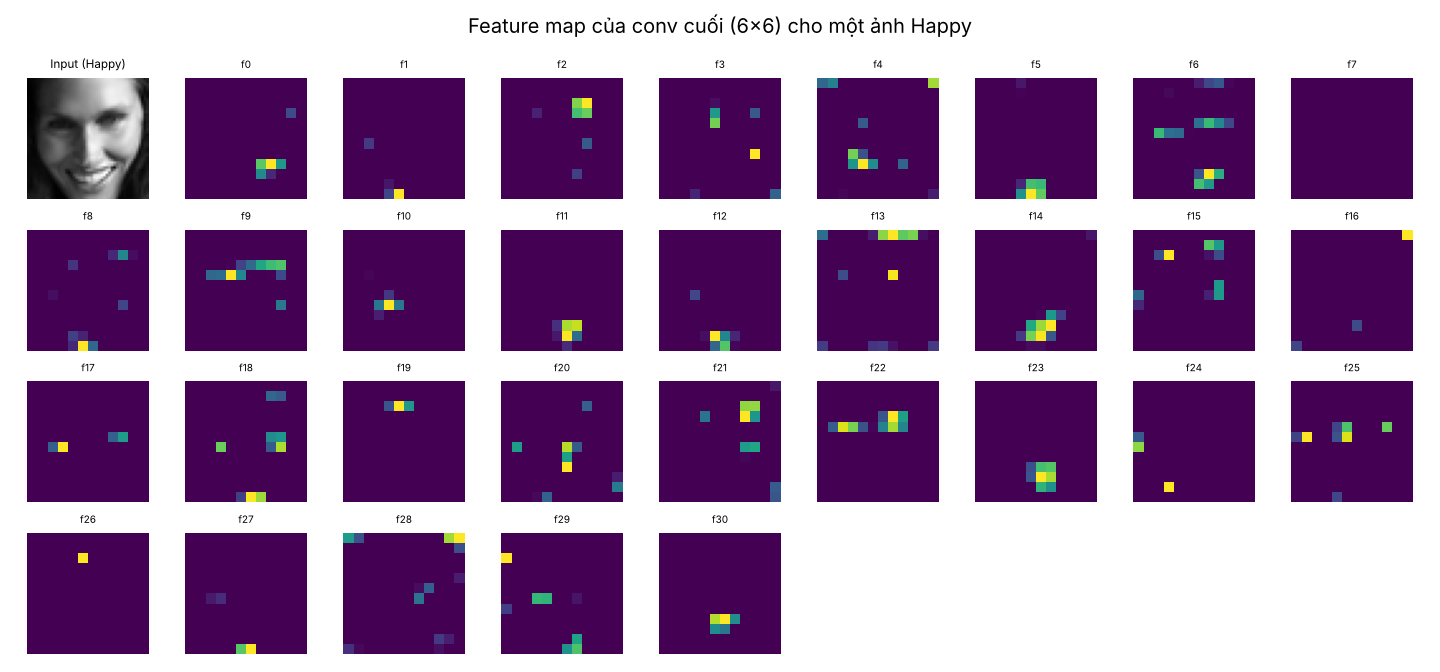 Feature map của conv cuối (6×6) cho một ảnh Happy
Input (Happy) f0 f1 f2 f3 f4 f5 f6 f7
f8 f9 f10 f11 f12 f13 f14 f15 f16
f17 f18 f19 f20 f21 f22 f23 f24 f25
f26 f27 f28 f29 f30